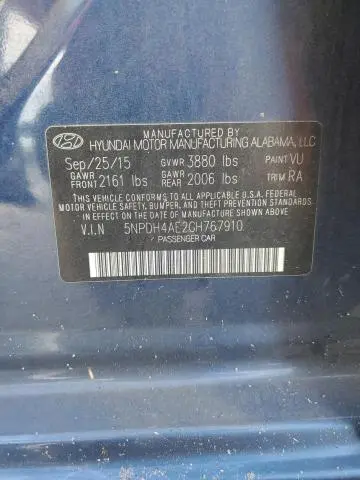 MANUFACTURED BY
HYUNDAI MOTOR MANUFACTURING ALABAMA, LLC
Sep/25/15 GVWR 3880 lbs PAINT VU
GAWR FRONT 2161 lbs GAWR REAR 2006 lbs TRIM RA
THIS VEHICLE CONFORMS TO ALL APPLICABLE U.S.A. FEDERAL
MOTOR VEHICLE SAFETY, BUMPER, AND THEFT PREVENTION
STANDARDS IN EFFECT ON THE DATE OF MANUFACTURE SHOWN ABOVE.
V.I.N 5NPDH4AE2GH767910
/ PASSENGER CAR